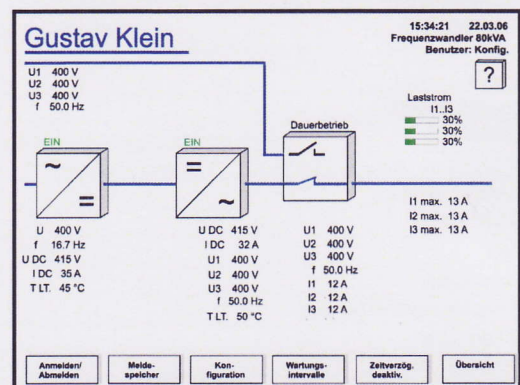 Gustav Klein
15:34:21 22.03.06
Frequenzwandler 80kVA
Benutzer: Konfig.
?
U1 400 V
U2 400 V
U3 400 V
f 50.0 Hz
Laststrom
I1..I3
30%
30%
30%
EIN
EIN
Dauerbetrieb
~
=
=
~
I1 max. 13 A
I2 max. 13 A
I3 max. 13 A
U 400 V
f 16.7 Hz
U DC 415 V
I DC 35 A
T LT. 45 °C
U DC 415 V
I DC 32 A
U1 400 V
U2 400 V
U3 400 V
f 50.0 Hz
T LT. 50 °C
U1 400 V
U2 400 V
U3 400 V
f 50.0 Hz
I1 12 A
I2 12 A
I3 12 A
Anmelden/
Abmelden
Melde-
speicher
Kon-
figuration
Wartungs-
intervalle
Zeitverzög.
deaktiv.
Übersicht